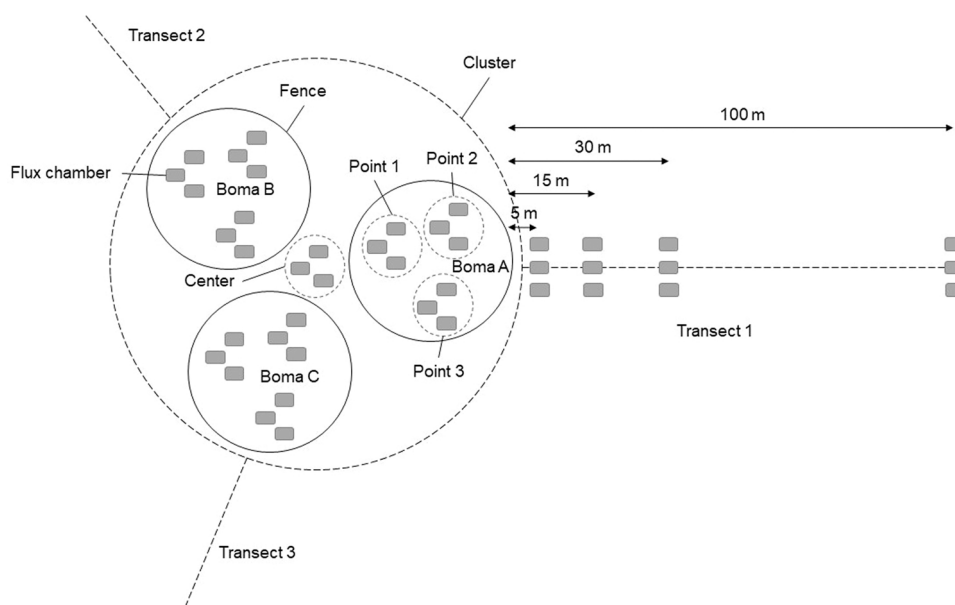 Transect 2
Cluster
Fence
100 m
30 m
Point 1
Point 2
Flux chamber
Boma B
15 m
5 m
Center
Boma A
Transect 1
Boma C
Point 3
Transect 3